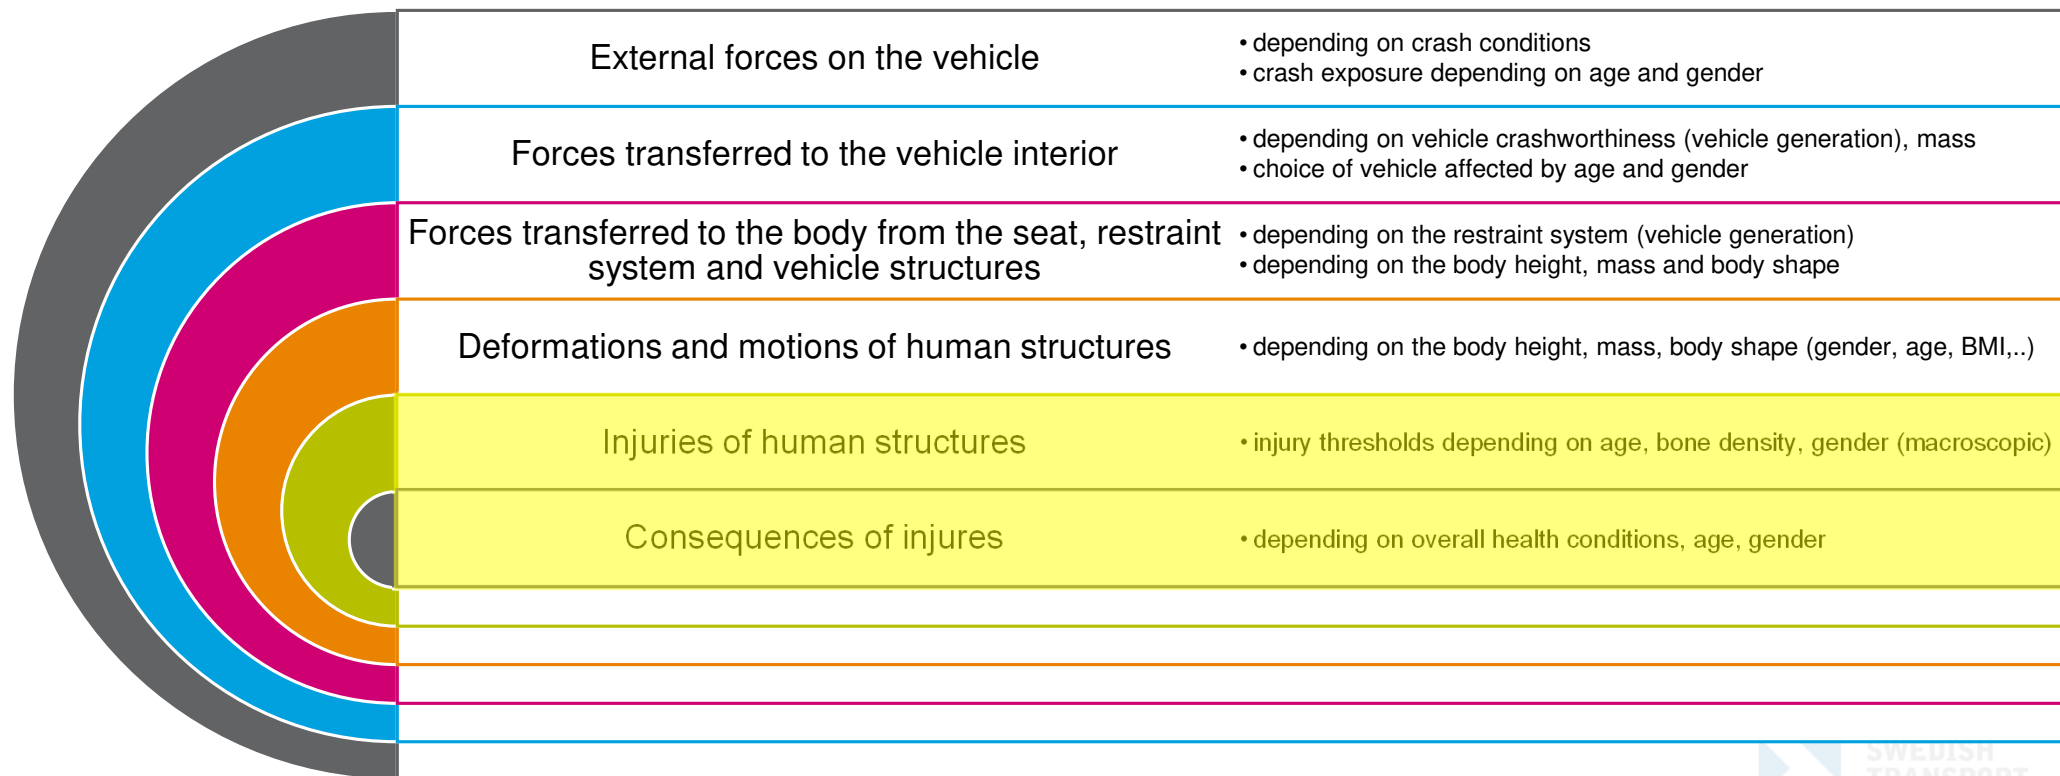 External forces on the vehicle
• depending on crash conditions
• crash exposure depending on age and gender
Forces transferred to the vehicle interior
• depending on vehicle crashworthiness (vehicle generation), mass
• choice of vehicle affected by age and gender
Forces transferred to the body from the seat, restraint
system and vehicle structures
• depending on the restraint system (vehicle generation)
• depending on the body height, mass and body shape
Deformations and motions of human structures
• depending on the body height, mass, body shape (gender, age, BMI,..)
Injuries of human structures
• injury thresholds depending on age, bone density, gender (macroscopic)
Consequences of injures
• depending on overall health conditions, age, gender
SWEDISH
TRANSPORT